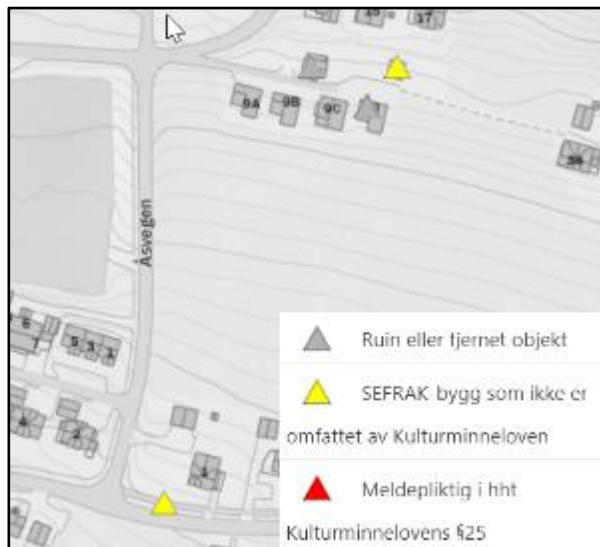 15
17
9A
9B
9C
Åsvegen
6
7
5
3
1
4
2
1
Ruin eller fjernet objekt
SEFRAK bygg som ikke er
omfattet av Kulturminneloven
Meldepliktig i hht
Kulturminnelovens §25